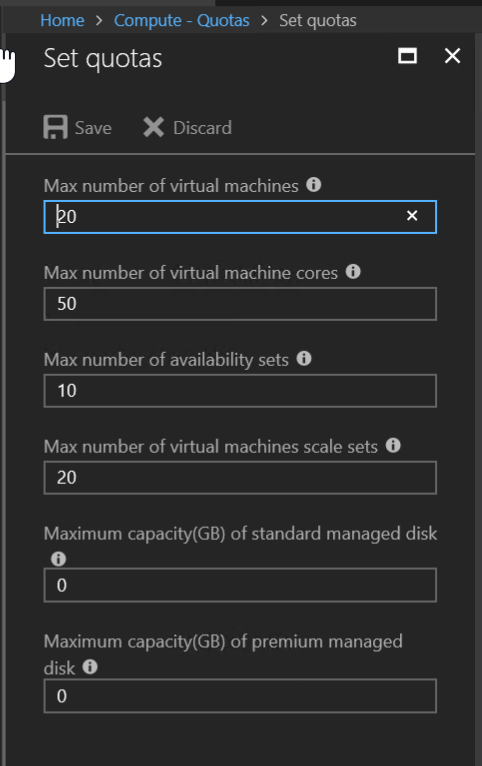 Home > Compute - Quotas > Set quotas
Set quotas
Save Discard
Max number of virtual machines
20
Max number of virtual machine cores
50
Max number of availability sets
10
Max number of virtual machines scale sets
20
Maximum capacity(GB) of standard managed disk
0
Maximum capacity(GB) of premium managed
disk
0